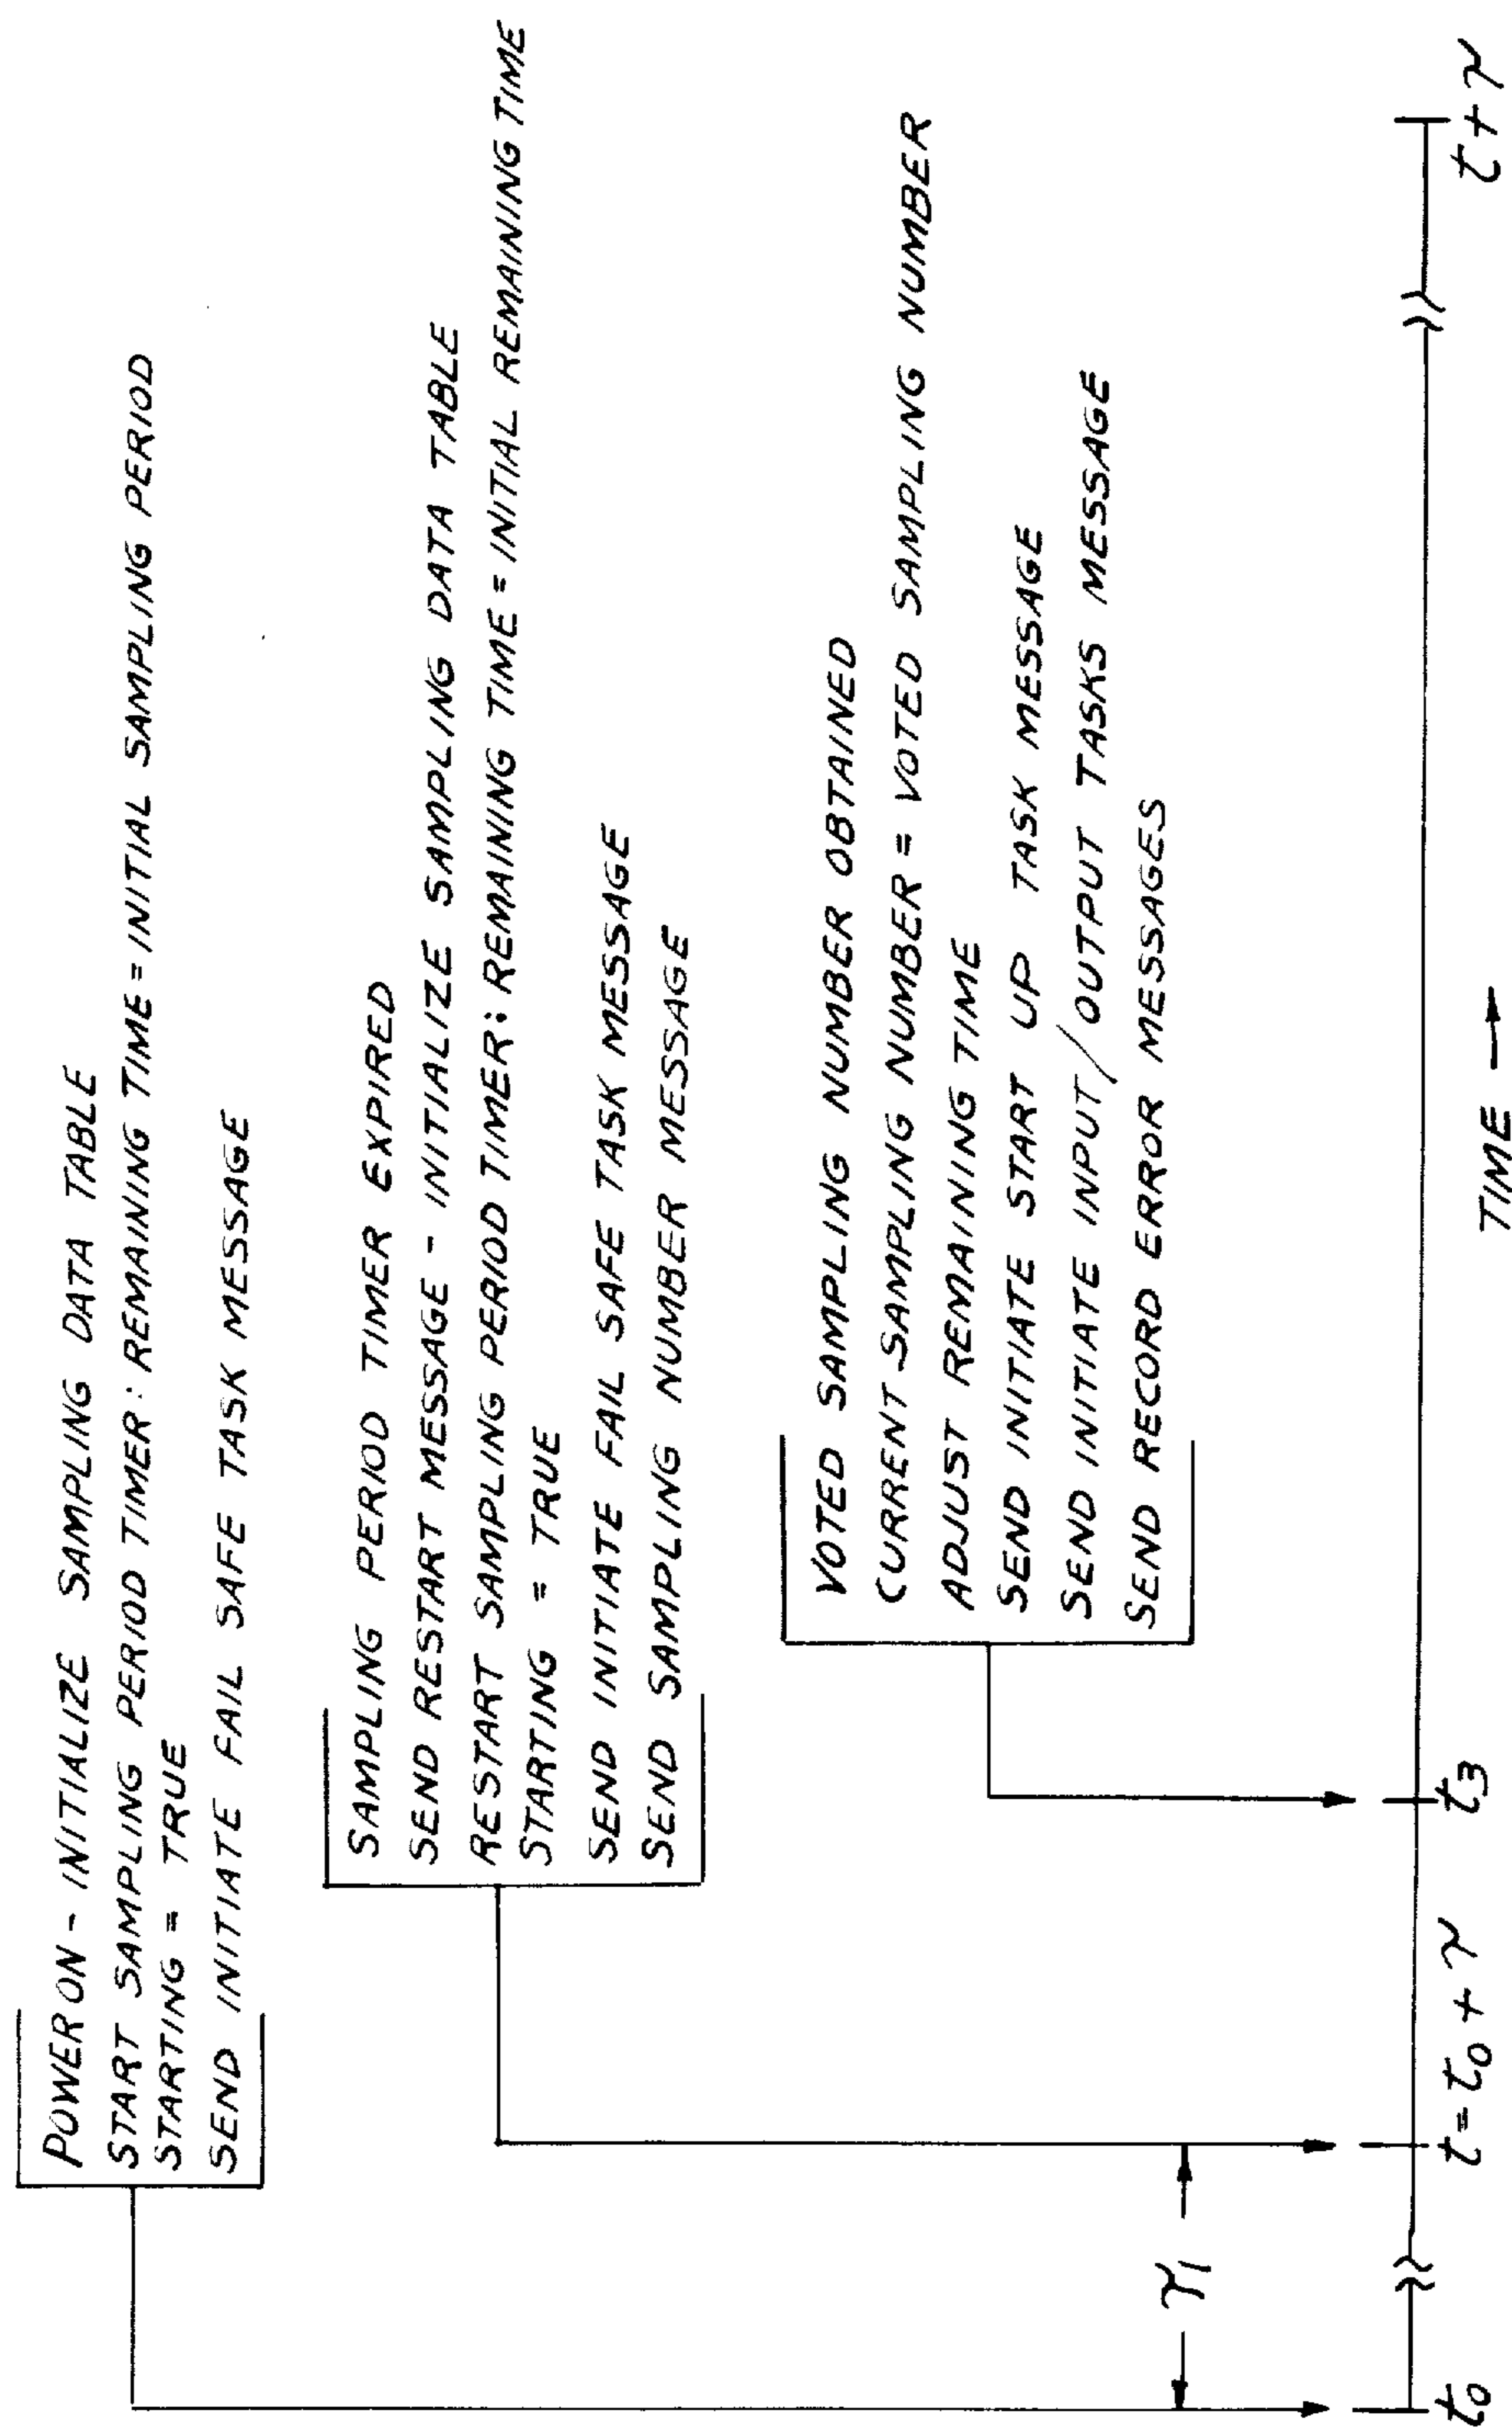 POWER ON - INITIALIZE SAMPLING DATA TABLE
START SAMPLING PERIOD TIMER: REMAINING TIME = INITIAL SAMPLING PERIOD
STARTING = TRUE
SEND INITIATE FAIL SAFE TASK MESSAGE
SAMPLING PERIOD TIMER EXPIRED
SEND RESTART MESSAGE - INITIALIZE SAMPLING DATA TABLE
RESTART SAMPLING PERIOD TIMER: REMAINING TIME = INITIAL REMAINING TIME
STARTING = TRUE
SEND INITIATE FAIL SAFE TASK MESSAGE
SEND SAMPLING NUMBER MESSAGE
VOTED SAMPLING NUMBER OBTAINED
CURRENT SAMPLING NUMBER = VOTED SAMPLING NUMBER
ADJUST REMAINING TIME
SEND INITIATE START UP TASK MESSAGE
SEND INITIATE INPUT/OUTPUT TASKS MESSAGE
SEND RECORD ERROR MESSAGES
τ1
t0
t = t0 + τ
t3
t + τ
TIME →